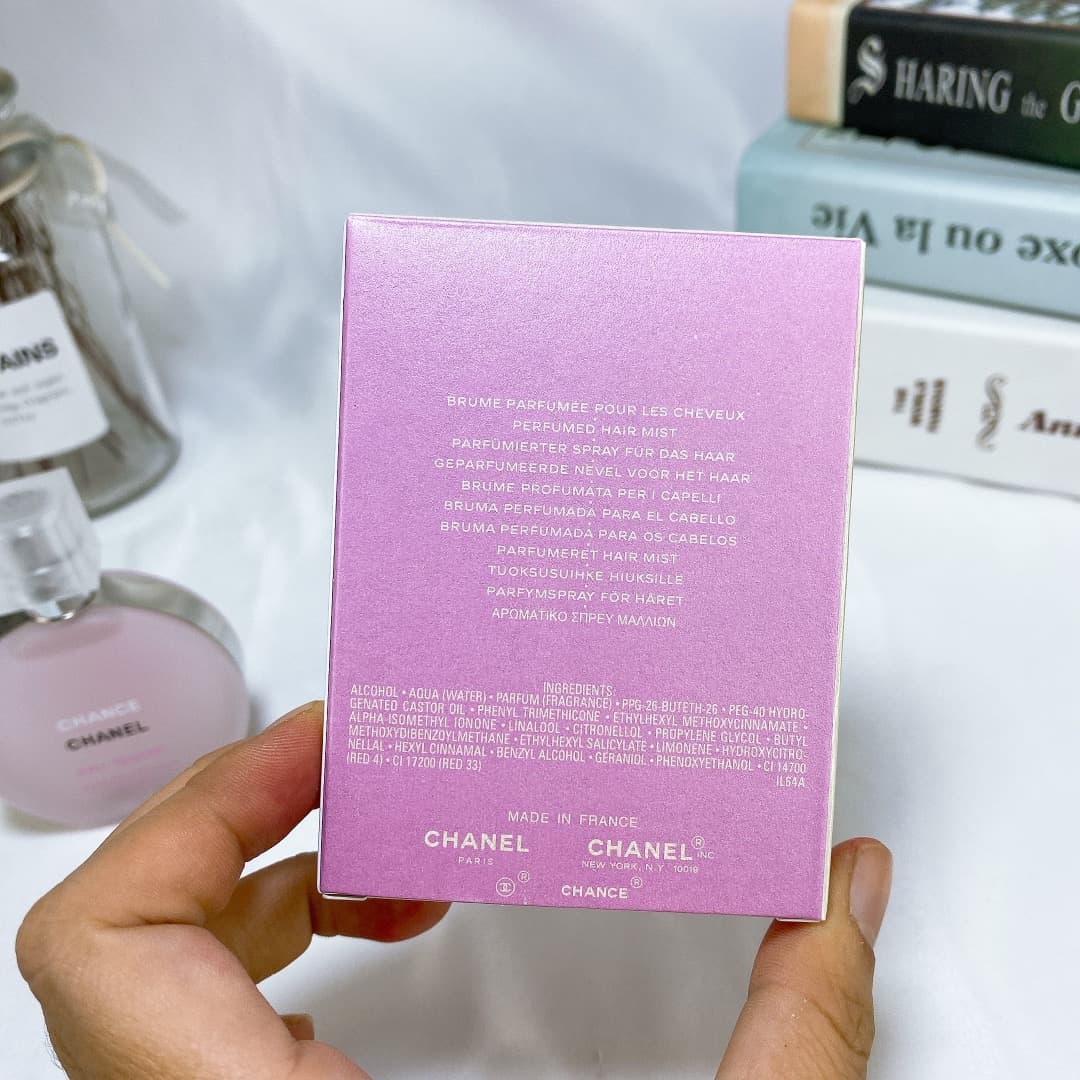 SHARING the G
oxe ou la Vie
AINS
BRUME PARFUMÉE POUR LES CHEVEUX
PERFUMED HAIR MIST
PARFÜMIERTER SPRAY FÜR DAS HAAR
GEPARFUMEERDE NEVEL VOOR HET HAAR
BRUME PROFUMATA PER I CAPELLI
BRUMA PERFUMADA PARA EL CABELLO
BRUMA PERFUMADA PARA OS CABELOS
PARFUMERET HAIR MIST
TUOKSUSUIHKE HIUKSILLE
PARFYMSPRAY FÖR HÅRET
ΑΡΩΜΑΤΙΚΟ ΣΠΡΕΥ ΜΑΛΛΙΩΝ
INGREDIENTS:
ALCOHOL • AQUA (WATER) • PARFUM (FRAGRANCE) • PPG-26-BUTETH-26 • PEG-40 HYDRO-
GENATED CASTOR OIL • PHENYL TRIMETHICONE • ETHYLHEXYL METHOXYCINNAMATE •
ALPHA-ISOMETHYL IONONE • LINALOOL • CITRONELLOL • PROPYLENE GLYCOL • BUTYL
METHOXYDIBENZOYLMETHANE • ETHYLHEXYL SALICYLATE • LIMONENE • HYDROXYCITRO-
NELLAL • HEXYL CINNAMAL • BENZYL ALCOHOL • GERANIOL • PHENOXYETHANOL • CI 14700
(RED 4) • CI 17200 (RED 33)
IL54A
MADE IN FRANCE
CHANEL
PARIS
CHANEL® INC
NEW YORK, N.Y. 10019
®
CHANCE®
CHANCE
CHANEL